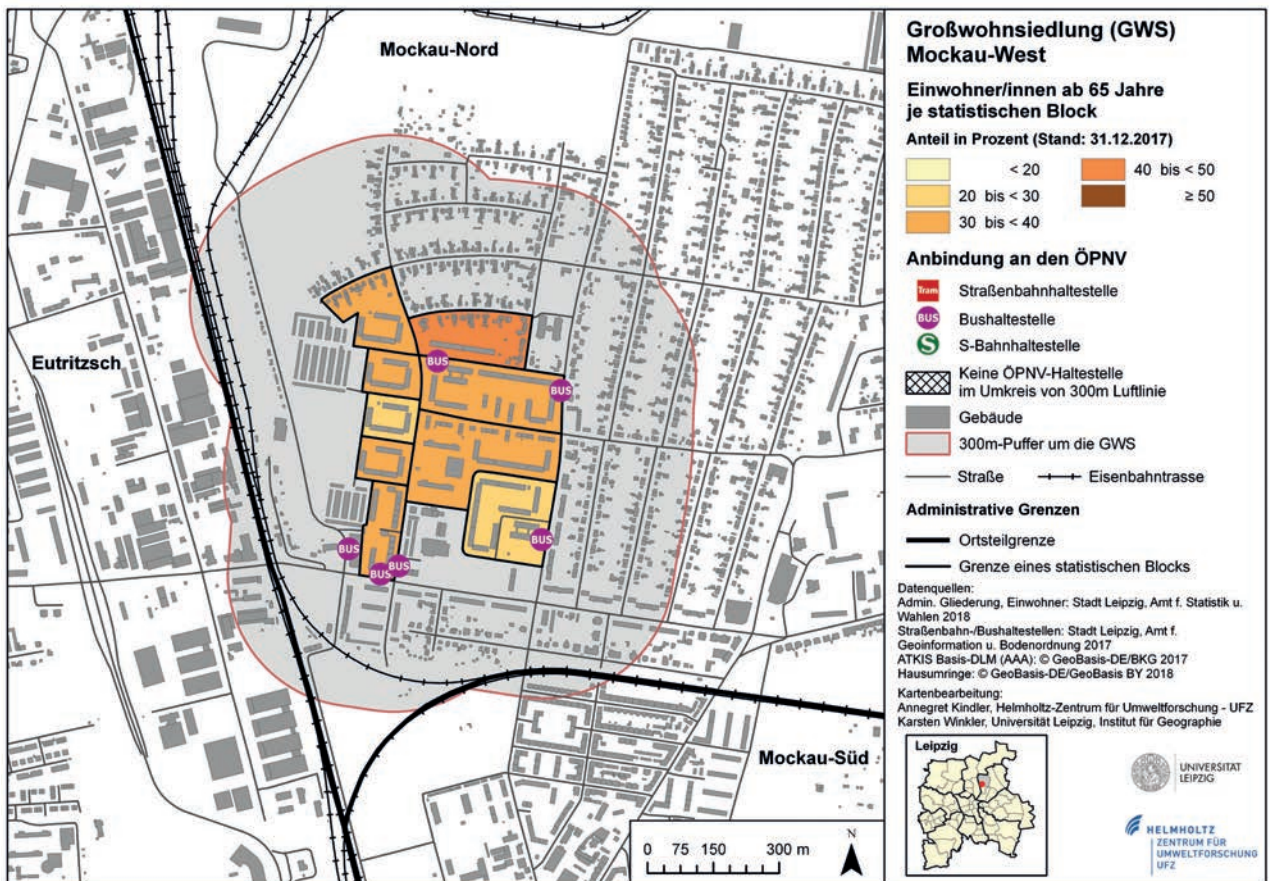 Mockau-Nord
Eutritzsch
BUS
BUS
BUS
BUS
BUS
BUS
Mockau-Süd
0 75 150 300 m
N
Großwohnsiedlung (GWS)
Mockau-West
Einwohner/innen ab 65 Jahre
je statistischen Block
Anteil in Prozent (Stand: 31.12.2017)
< 20
20 bis < 30
30 bis < 40
40 bis < 50
≥ 50
Anbindung an den ÖPNV
Tram Straßenbahnhaltestelle
BUS Bushaltestelle
S S-Bahnhaltestelle
Keine ÖPNV-Haltestelle
im Umkreis von 300m Luftlinie
Gebäude
300m-Puffer um die GWS
Straße Eisenbahntrasse
Administrative Grenzen
Ortsteilgrenze
Grenze eines statistischen Blocks
Datenquellen:
Admin. Gliederung, Einwohner: Stadt Leipzig, Amt f. Statistik u.
Wahlen 2018
Straßenbahn-/Bushaltestellen: Stadt Leipzig, Amt f.
Geoinformation u. Bodenordnung 2017
ATKIS Basis-DLM (AAA): © GeoBasis-DE/BKG 2017
Hausumringe: © GeoBasis-DE/GeoBasis BY 2018
Kartenbearbeitung:
Annegret Kindler, Helmholtz-Zentrum für Umweltforschung - UFZ
Karsten Winkler, Universität Leipzig, Institut für Geographie
Leipzig
UNIVERSITÄT
LEIPZIG
HELMHOLTZ
ZENTRUM FÜR
UMWELTFORSCHUNG
UFZ